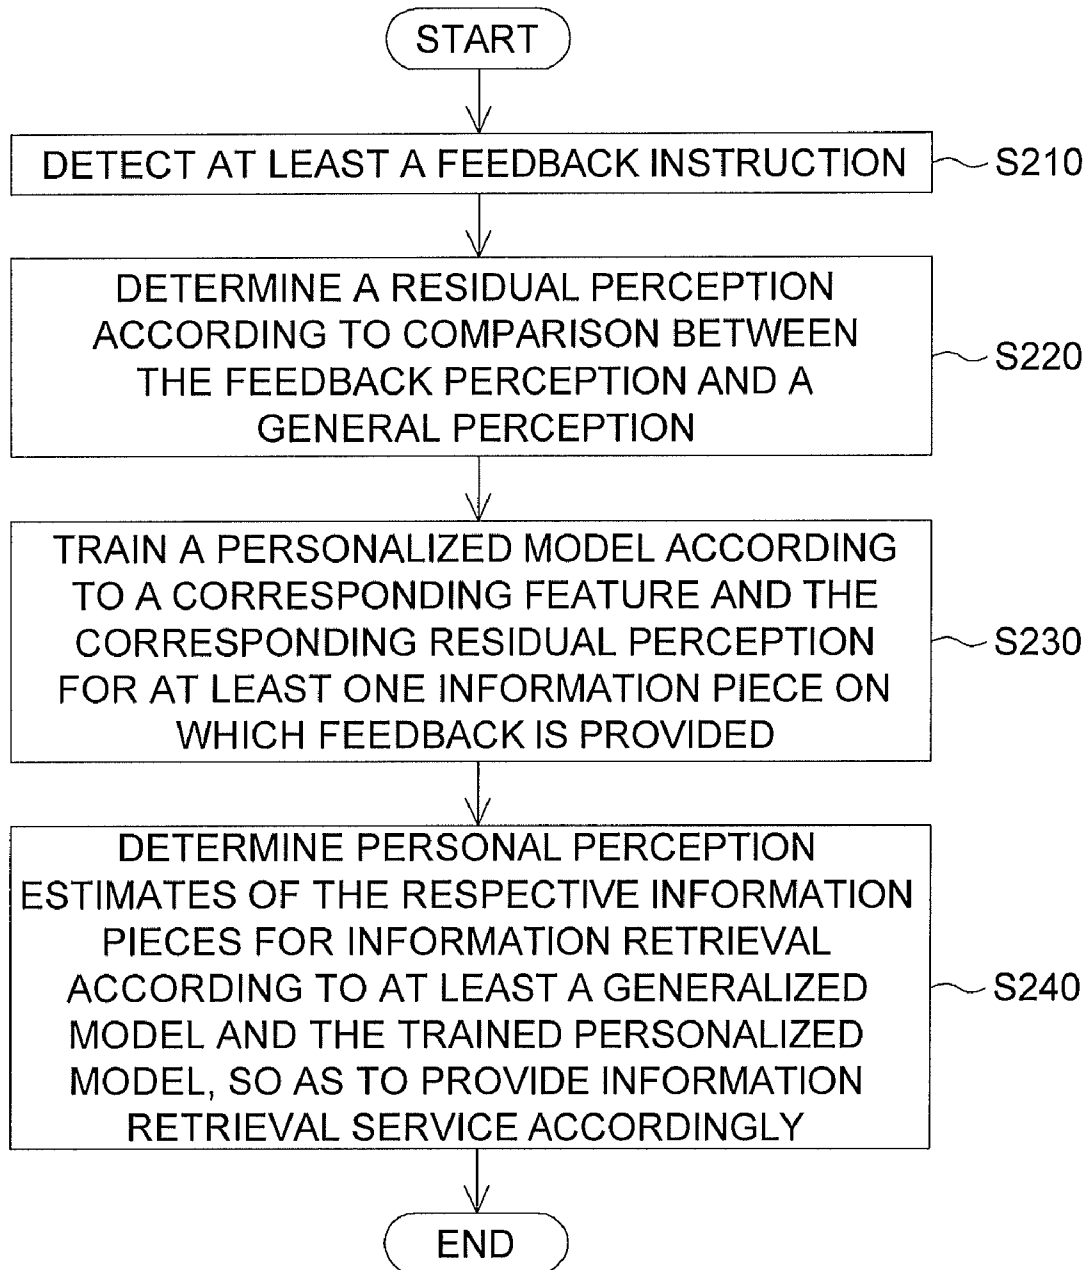 START
DETECT AT LEAST A FEEDBACK INSTRUCTION
S210
DETERMINE A RESIDUAL PERCEPTION
ACCORDING TO COMPARISON BETWEEN
THE FEEDBACK PERCEPTION AND A
GENERAL PERCEPTION
S220
TRAIN A PERSONALIZED MODEL ACCORDING
TO A CORRESPONDING FEATURE AND THE
CORRESPONDING RESIDUAL PERCEPTION
FOR AT LEAST ONE INFORMATION PIECE ON
WHICH FEEDBACK IS PROVIDED
S230
DETERMINE PERSONAL PERCEPTION
ESTIMATES OF THE RESPECTIVE INFORMATION
PIECES FOR INFORMATION RETRIEVAL
ACCORDING TO AT LEAST A GENERALIZED
MODEL AND THE TRAINED PERSONALIZED
MODEL, SO AS TO PROVIDE INFORMATION
RETRIEVAL SERVICE ACCORDINGLY
S240
END